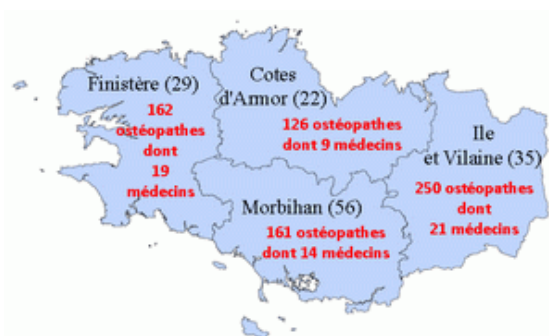 Finistère (29)
162
ostéopathes
dont
19
médecins
Cotes
d'Armor (22)
126 ostéopathes
dont 9 médecins
Ile
et Vilaine (35)
250 ostéopathes
dont
21 médecins
Morbihan (56)
161 ostéopathes
dont 14 médecins